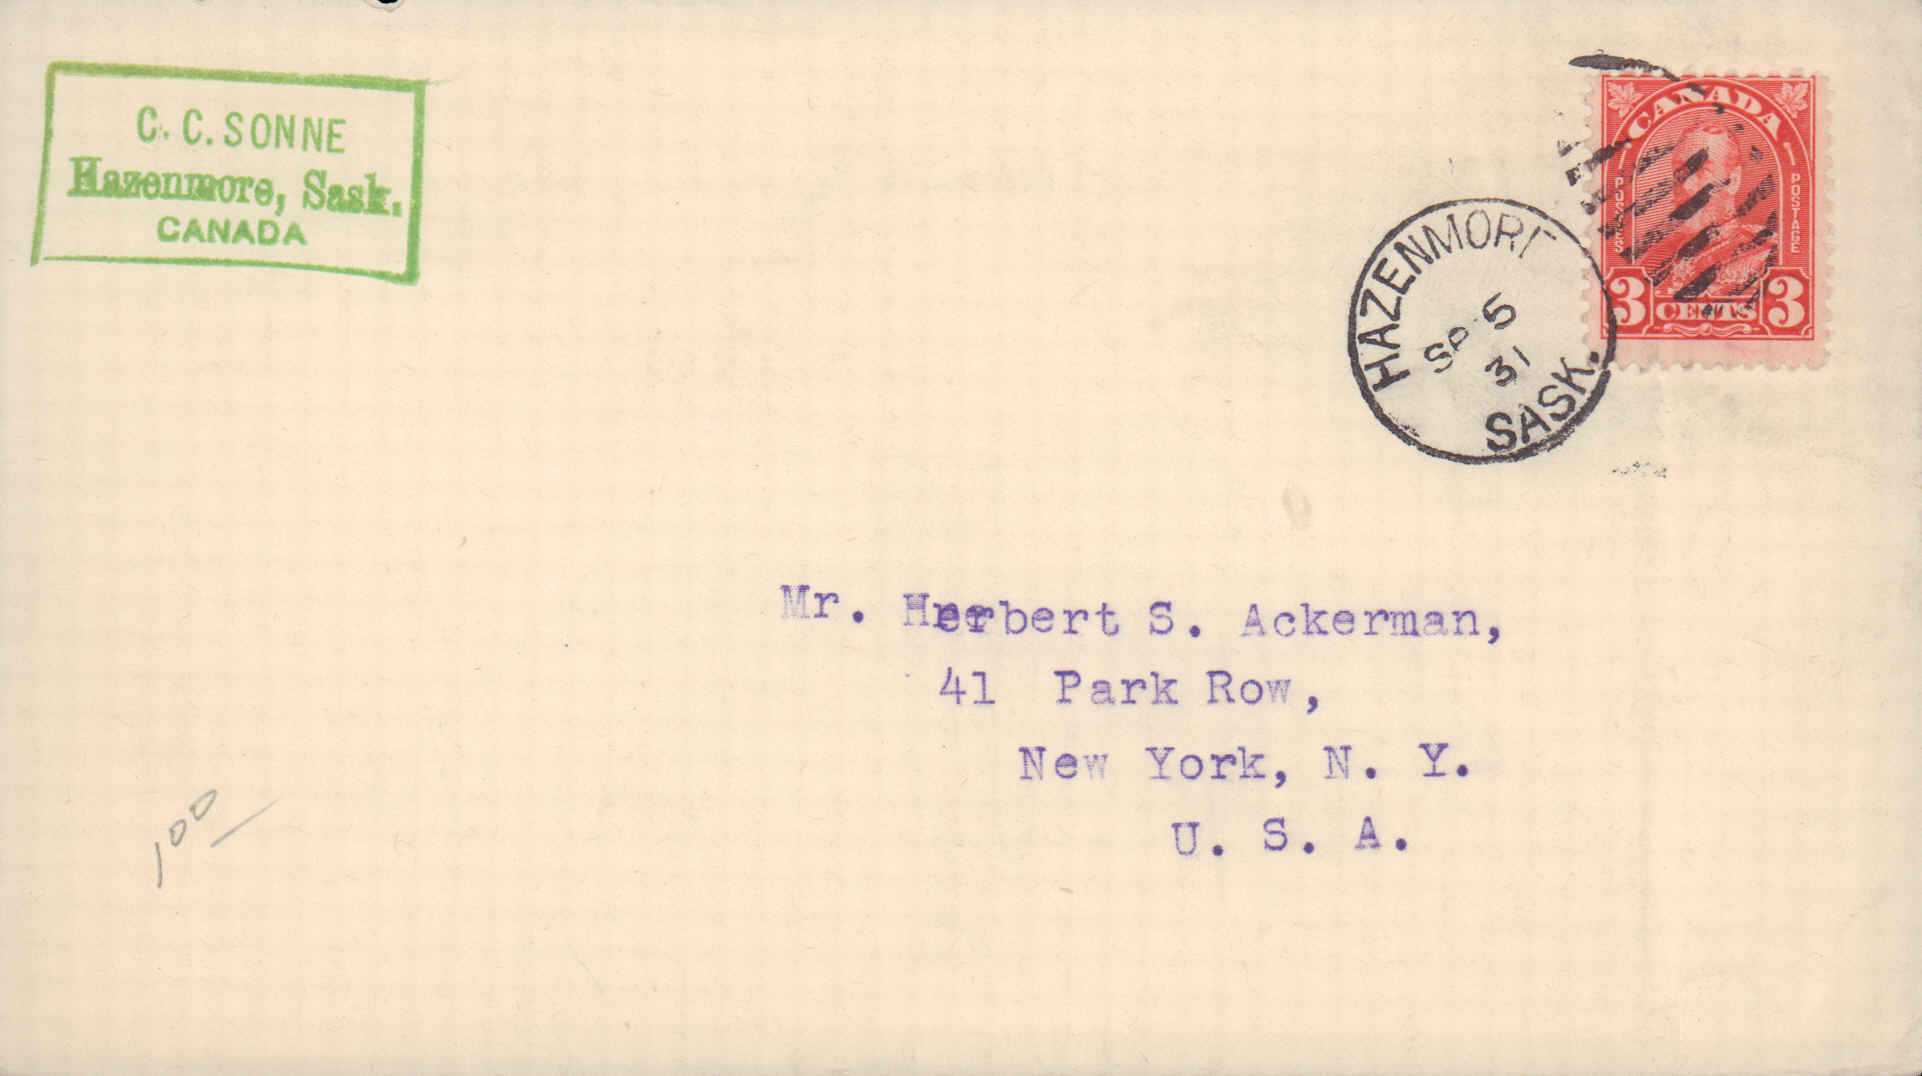 C. C. SONNE
Hazenmore, Sask.
CANADA
CANADA
POSTES
POSTAGE
3 CENTS 3
HAZENMORE
SP 5
31
SASK.
Mr. Herbert S. Ackerman,
41 Park Row,
New York, N. Y.
U. S. A.
100